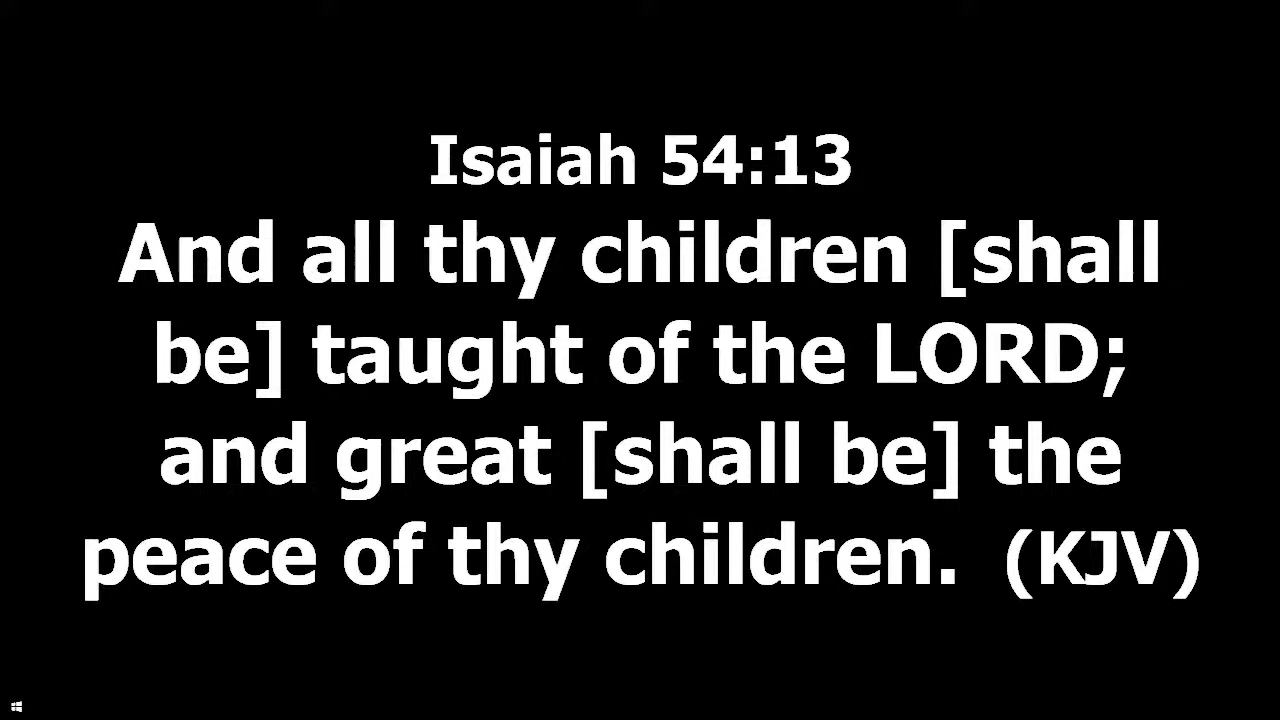 Isaiah 54:13
And all thy children [shall
be] taught of the LORD;
and great [shall be] the
peace of thy children.  (KJV)